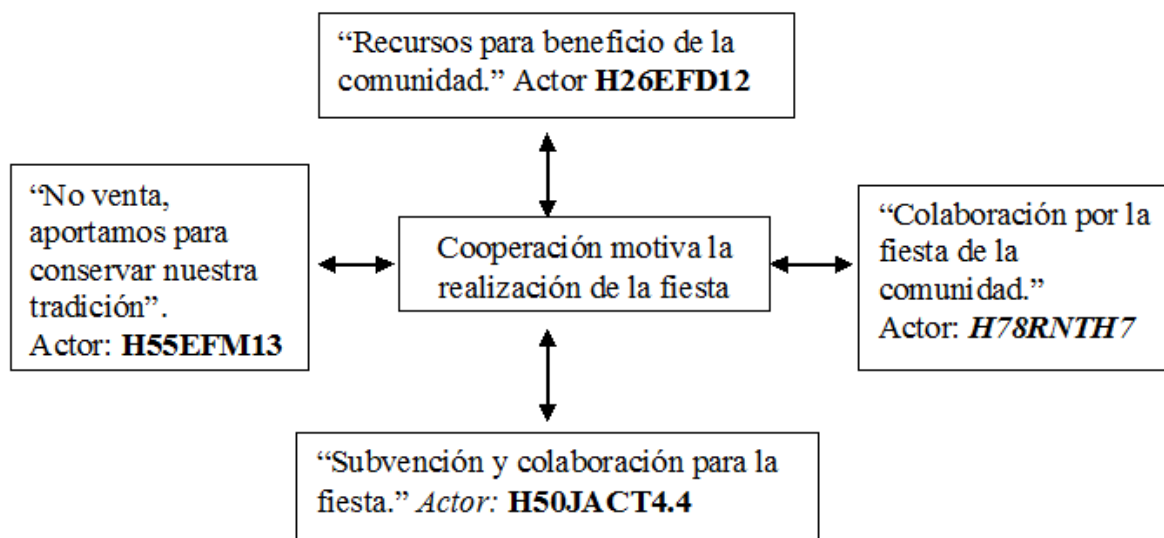 “Recursos para beneficio de la
comunidad.” Actor H26EFD12
“No venta,
aportamos para
conservar nuestra
tradición”.
Actor: H55EFM13
Cooperación motiva la
realización de la fiesta
“Colaboración por la
fiesta de la
comunidad.”
Actor: H78RNTH7
“Subvención y colaboración para la
fiesta.” Actor: H50JACT4.4